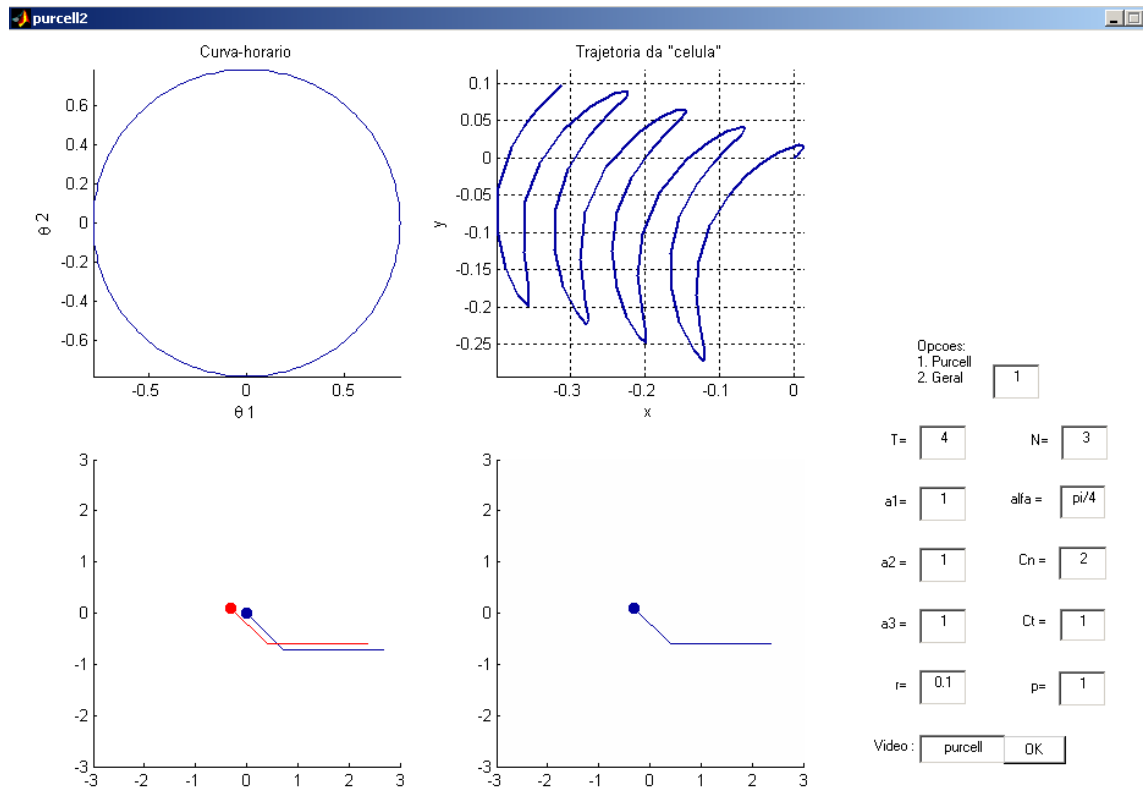 purcell2
Curva-horario
0.6
0.4
0.2
0
-0.2
-0.4
-0.6
θ 2
-0.5
0
0.5
θ 1
Trajetoria da "celula"
0.1
0.05
0
-0.05
-0.1
-0.15
-0.2
-0.25
y
-0.3
-0.2
-0.1
0
x
3
2
1
0
-1
-2
-3
-3
-2
-1
0
1
2
3
3
2
1
0
-1
-2
-3
-3
-2
-1
0
1
2
3
Opcoes:
1. Purcell
2. Geral
1
T= 4
N= 3
a1= 1
alfa = pi/4
a2 = 1
Cn = 2
a3= 1
Ct = 1
r= 0.1
p= 1
Video : purcell OK